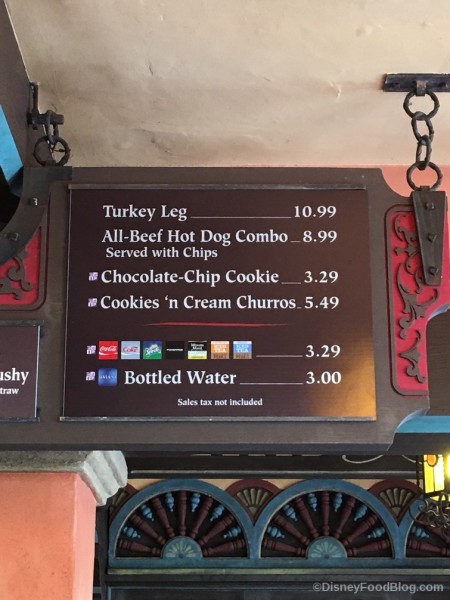 Turkey Leg 10.99
All-Beef Hot Dog Combo 8.99
Served with Chips
Chocolate-Chip Cookie 3.29
Cookies 'n Cream Churros 5.49
3.29
Bottled Water 3.00
Sales tax not included
ushy
traw
©DisneyFoodBlog.com